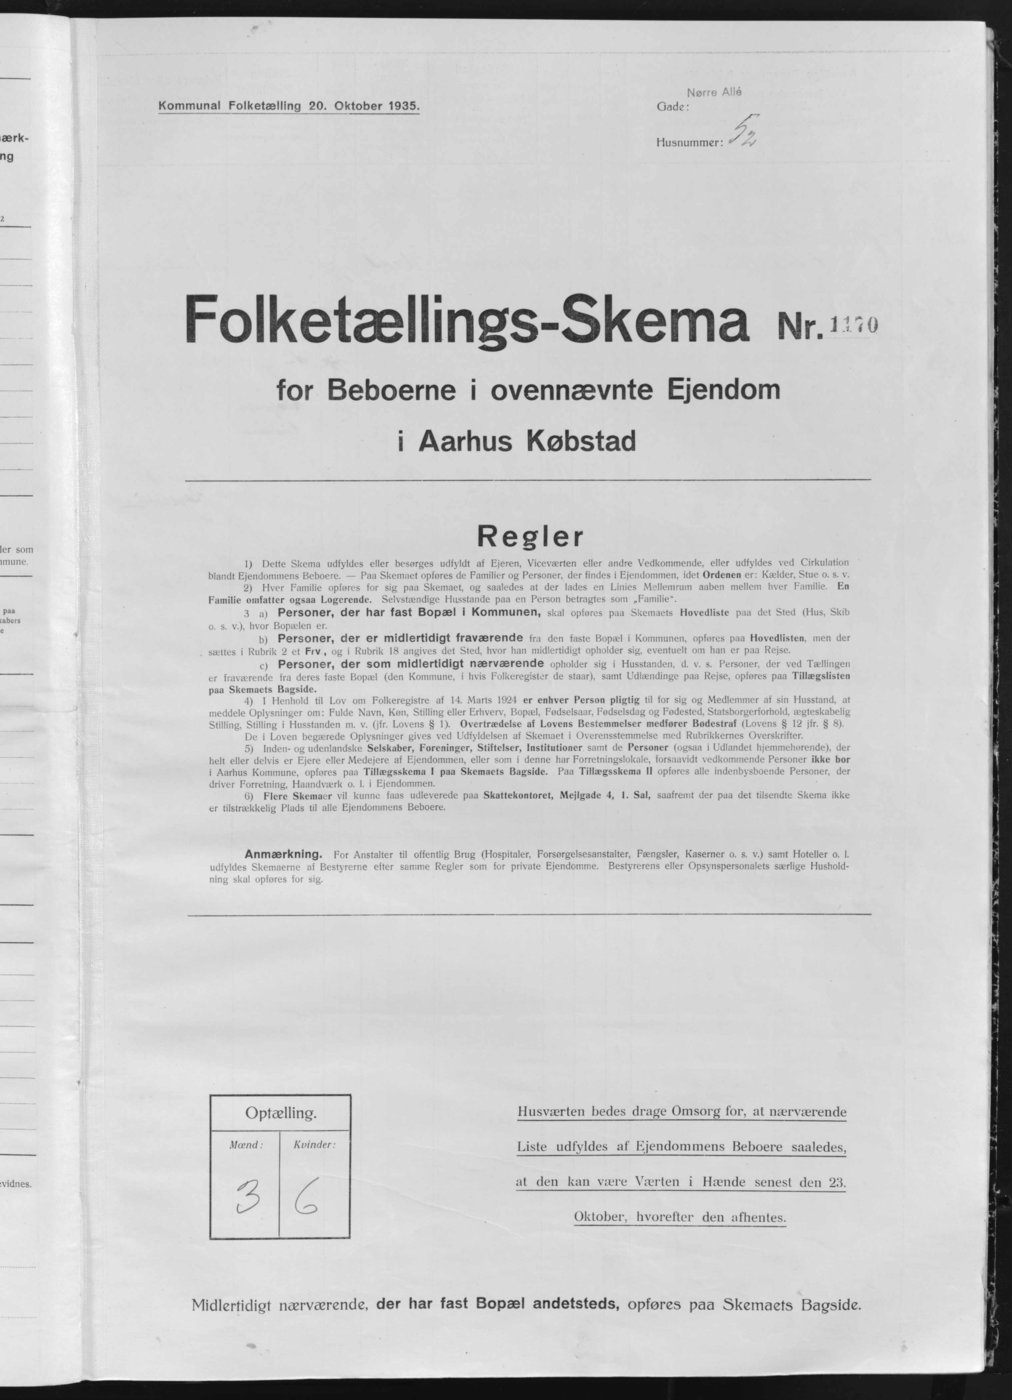 Kommunal Folketælling 20. Oktober 1935.
Nørre Allé
Gade:
Husnummer: 52
Folketællings-Skema Nr. 1170
for Beboerne i ovennævnte Ejendom
i Aarhus Købstad
Regler
1) Dette Skema udfyldes eller besørges udfyldt af Ejeren, Viceværten eller andre Vedkommende, eller udfyldes ved Cirkulation
blandt Ejendommens Beboere. — Paa Skemaet opføres de Familier og Personer, der findes i Ejendommen, idet Ordenen er: Kælder, Stue o. s. v.
2) Hver Familie opføres for sig paa Skemaet, og saaledes at der lades en Linies Mellemrum aaben mellem hver Familie. En
Familie omfatter ogsaa Logerende. Selvstændige Husstande paa en Person betragtes som „Familie“.
3 a) Personer, der har fast Bopæl i Kommunen, skal opføres paa Skemaets Hovedliste paa det Sted (Hus, Skib
o. s. v.), hvor Bopælen er.
b) Personer, der er midlertidigt fraværende fra den faste Bopæl i Kommunen, opføres paa Hovedlisten, men der
sættes i Rubrik 2 et Frv., og i Rubrik 18 angives det Sted, hvor han midlertidigt opholder sig, eventuelt om han er paa Rejse.
c) Personer, der som midlertidigt nærværende opholder sig i Husstanden, d. v. s. Personer, der ved Tællingen
er fraværende fra deres faste Bopæl (den Kommune, i hvis Folkeregister de staar), samt Udlændinge paa Rejse, opføres paa Tillægslisten
paa Skemaets Bagside.
4) I Henhold til Lov om Folkeregistre af 14. Marts 1924 er enhver Person pligtig til for sig og Medlemmer af sin Husstand, at
meddele Oplysninger om: Fulde Navn, Køn, Stilling eller Erhverv, Bopæl, Fødselsaar, Fødselsdag og Fødested, Statsborgerforhold, ægteskabelig
Stilling, Stilling i Husstanden m. v. (jfr. Lovens § 1). Overtrædelse af Lovens Bestemmelser medfører Bødestraf (Lovens § 12 jfr. § 8).
De i Loven begærede Oplysninger gives ved Udfyldelsen af Skemaet i Overensstemmelse med Rubrikkernes Overskrifter.
5) Inden- og udenlandske Selskaber, Foreninger, Stiftelser, Institutioner samt de Personer (ogsaa i Udlandet hjemmehørende), der
helt eller delvis er Ejere eller Medejere af Ejendommen, eller som i denne har Forretningslokale, forsaavidt vedkommende Personer ikke bor
i Aarhus Kommune, opføres paa Tillægsskema I paa Skemaets Bagside. Paa Tillægsskema II opføres alle indenbysboende Personer, der
driver Forretning, Haandværk o. l. i Ejendommen.
6) Flere Skemaer vil kunne faas udleverede paa Skattekontoret, Mejlgade 4, 1. Sal, saafremt der paa det tilsendte Skema ikke
er tilstrækkelig Plads til alle Ejendommens Beboere.
Anmærkning. For Anstalter til offentlig Brug (Hospitaler, Forsørgelsesanstalter, Fængsler, Kaserner o. s. v.) samt Hoteller o. l.
udfyldes Skemaerne af Bestyrerne efter samme Regler som for private Ejendomme. Bestyrerens eller Opsynspersonalets særlige Hushold-
ning skal opføres for sig.
Optælling.
Mænd: Kvinder:
3 6
Husværten bedes drage Omsorg for, at nærværende
Liste udfyldes af Ejendommens Beboere saaledes,
at den kan være Værten i Hænde senest den 23.
Oktober, hvorefter den afhentes.
Midlertidigt nærværende, der har fast Bopæl andetsteds, opføres paa Skemaets Bagside.